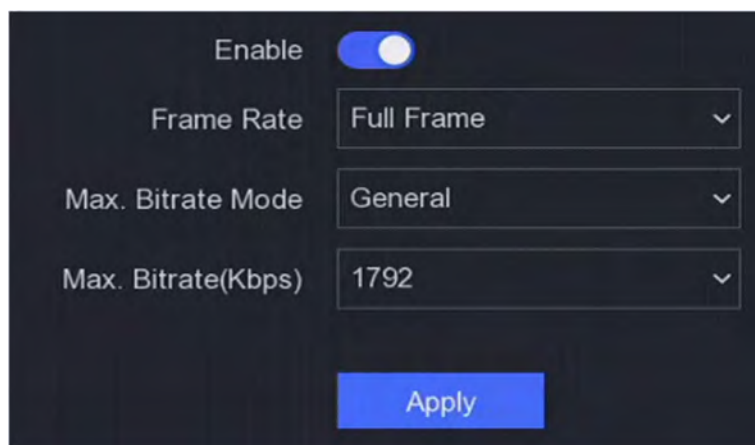 Enable
Frame Rate Full Frame
Max. Bitrate Mode General
Max. Bitrate(Kbps) 1792
Apply